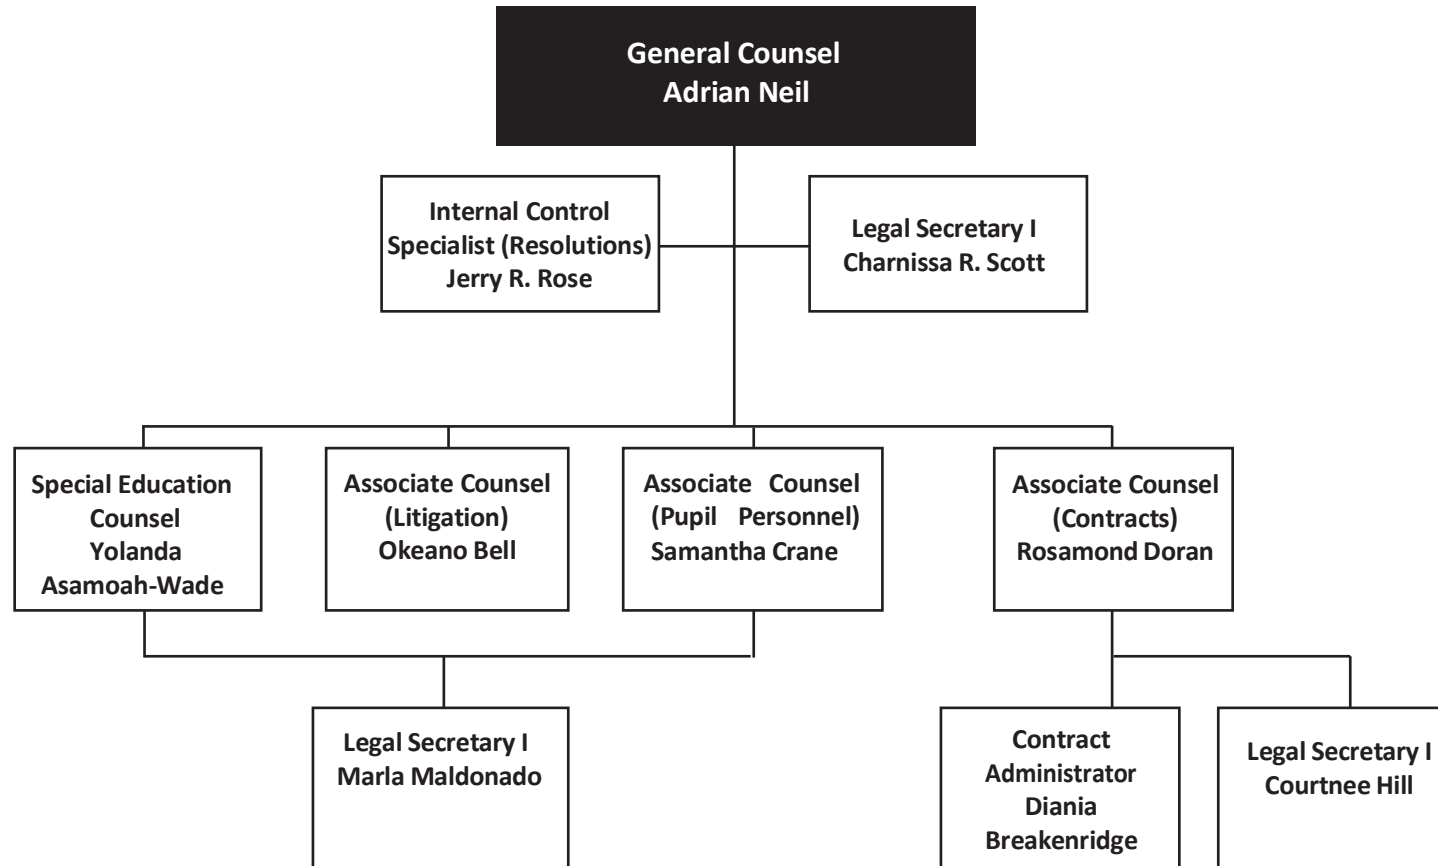 General Counsel
Adrian Neil
Internal Control
Specialist (Resolutions)
Jerry R. Rose
Legal Secretary I
Charnissa R. Scott
Special Education
Counsel
Yolanda
Asamoah-Wade
Associate Counsel
(Litigation)
Okeano Bell
Associate Counsel
(Pupil Personnel)
Samantha Crane
Associate Counsel
(Contracts)
Rosamond Doran
Legal Secretary I
Marla Maldonado
Contract
Administrator
Diania
Breakenridge
Legal Secretary I
Courtnee Hill